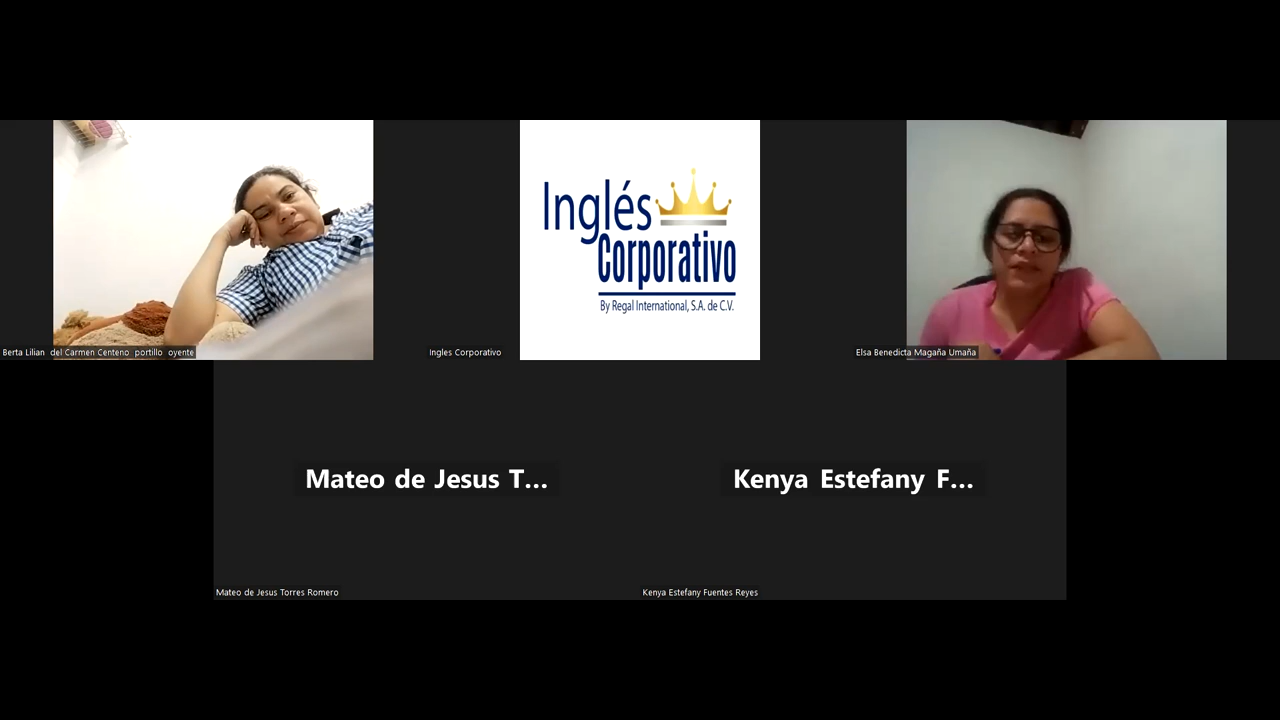 Inglés
Corporativo
By Regal International, S.A. de C.V.
Berta Lilian del Carmen Centeno portillo oyente
Ingles Corporativo
Elsa Benedicta Magaña Umaña
Mateo de Jesus T...
Kenya Estefany F...
Mateo de Jesus Torres Romero
Kenya Estefany Fuentes Reyes